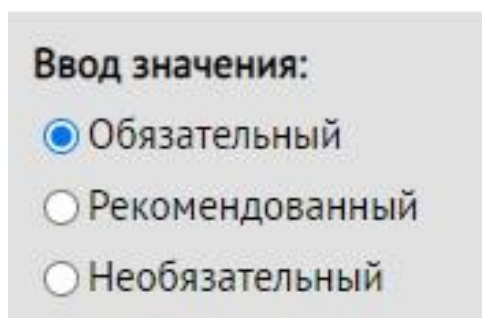 Ввод значения:
Обязательный
Рекомендованный
Необязательный